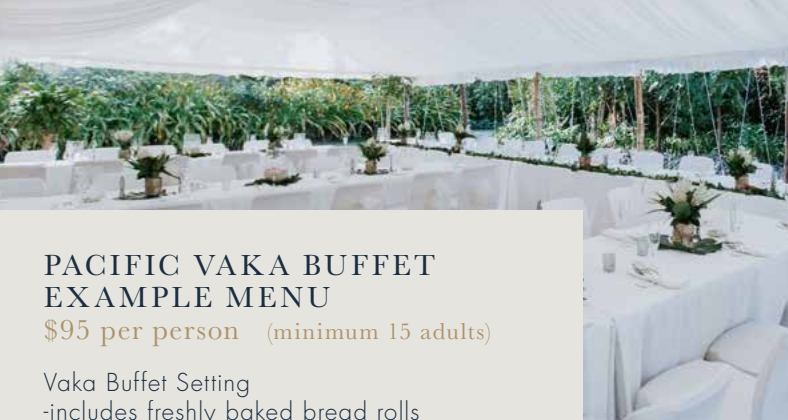 PACIFIC VAKA BUFFET
EXAMPLE MENU
$95 per person (minimum 15 adults)
Vaka Buffet Setting
-includes freshly baked bread rolls